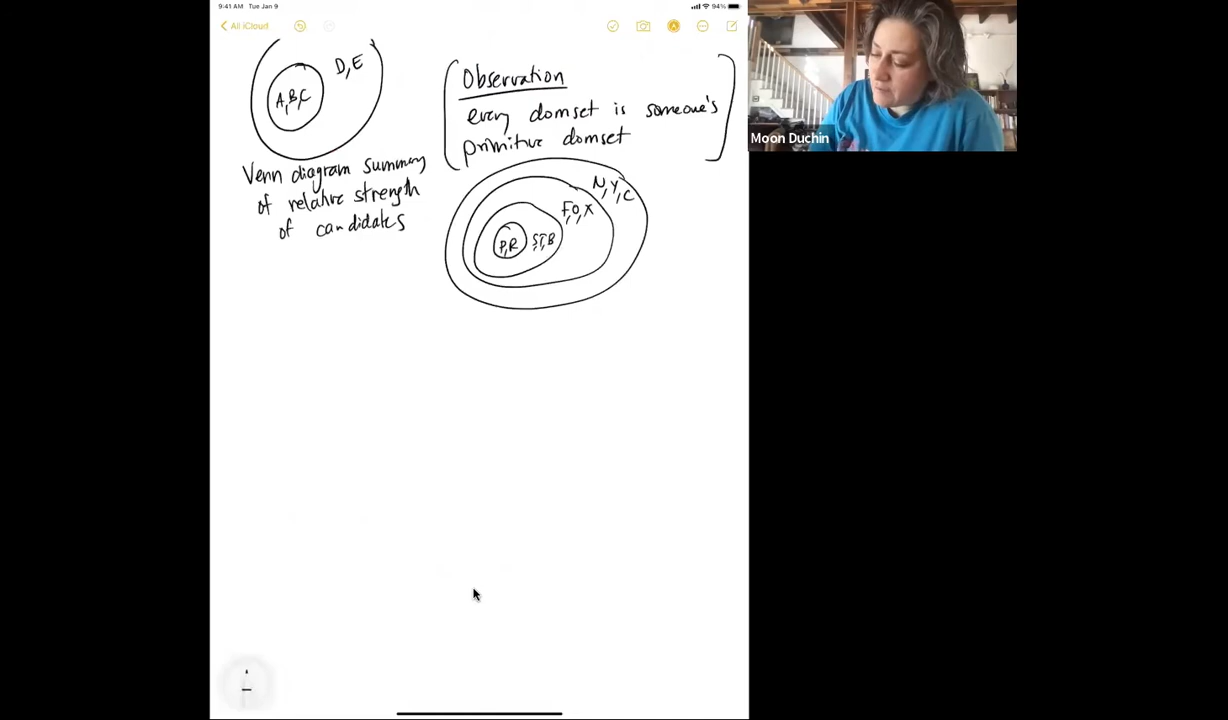 9:41 AM Tue Jan 9
94%
All iCloud
D, E
A, B, C
Venn diagram summary
of relative strength
of candidates
Observation
every domset is someone's
primitive domset
N, Y, C
F, O, X
P, R
S, T, B
Moon Duchin